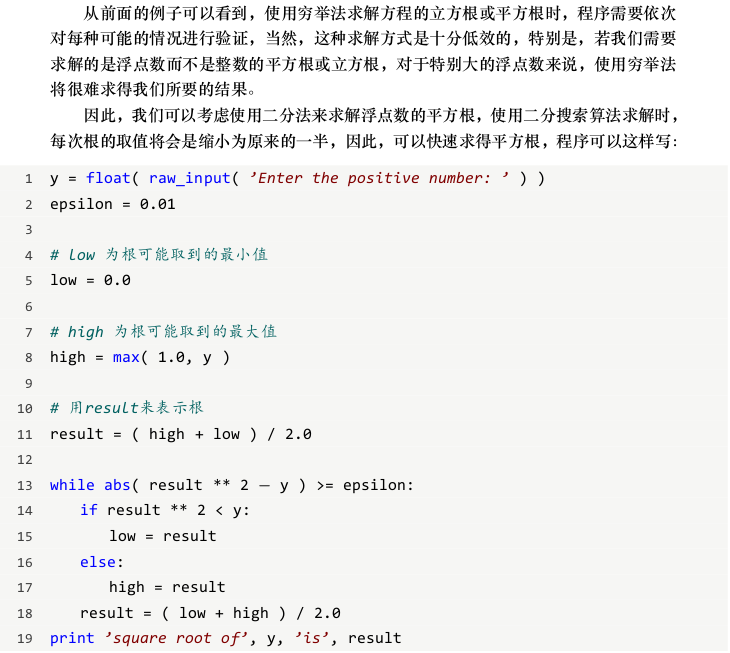 从前面的例子可以看到，使用穷举法求解方程的立方根或平方根时，程序需要依次
对每种可能的情况进行验证，当然，这种求解方式是十分低效的，特别是，若我们需要
求解的是浮点数而不是整数的平方根或立方根，对于特别大的浮点数来说，使用穷举法
将很难求得我们所要的结果。
因此，我们可以考虑使用二分法来求解浮点数的平方根，使用二分搜索算法求解时，
每次根的取值将会是缩小为原来的一半，因此，可以快速求得平方根，程序可以这样写：
1 y = float( raw_input( ’Enter the positive number: ’ ) )
2 epsilon = 0.01
3
4 # low 为根可能取到的最小值
5 low = 0.0
6
7 # high 为根可能取到的最大值
8 high = max( 1.0, y )
9
10 # 用result来表示根
11 result = ( high + low ) / 2.0
12
13 while abs( result ** 2 − y ) >= epsilon:
14 if result ** 2 < y:
15 low = result
16 else:
17 high = result
18 result = ( low + high ) / 2.0
19 print ’square root of’, y, ’is’, result